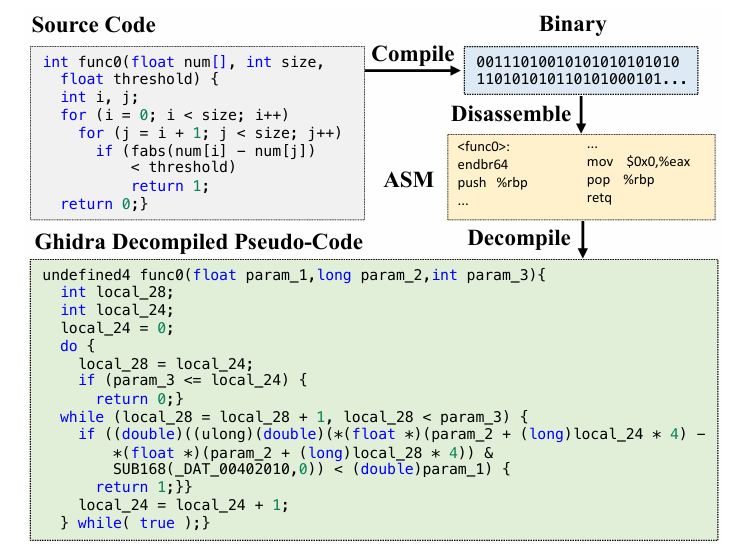 Source Code
int func0(float num[], int size,
float threshold) {
int i, j;
for (i = 0; i < size; i++)
for (j = i + 1; j < size; j++)
if (fabs(num[i] - num[j])
< threshold)
return 1;
return 0;}
Compile
Binary
00111010010101010101010
110101010110101000101...
Disassemble
ASM
<func0>:
endbr64
push %rbp
...
...
mov $0x0,%eax
pop %rbp
retq
Decompile
Ghidra Decompiled Pseudo-Code
undefined4 func0(float param_1,long param_2,int param_3){
int local_28;
int local_24;
local_24 = 0;
do {
local_28 = local_24;
if (param_3 <= local_24) {
return 0;}
while (local_28 = local_28 + 1, local_28 < param_3) {
if ((double)((ulong)(double)(*(float *)(param_2 + (long)local_24 * 4) -
*(float *)(param_2 + (long)local_28 * 4)) &
SUB168(_DAT_00402010,0)) < (double)param_1) {
return 1;}}
local_24 = local_24 + 1;
} while( true );}